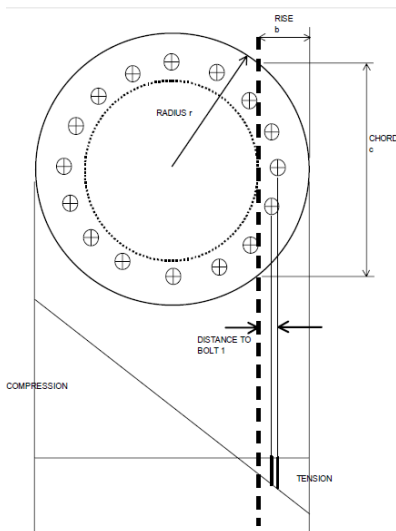 RISE
b
RADIUS r
CHORD
c
DISTANCE TO
BOLT 1
COMPRESSION
TENSION